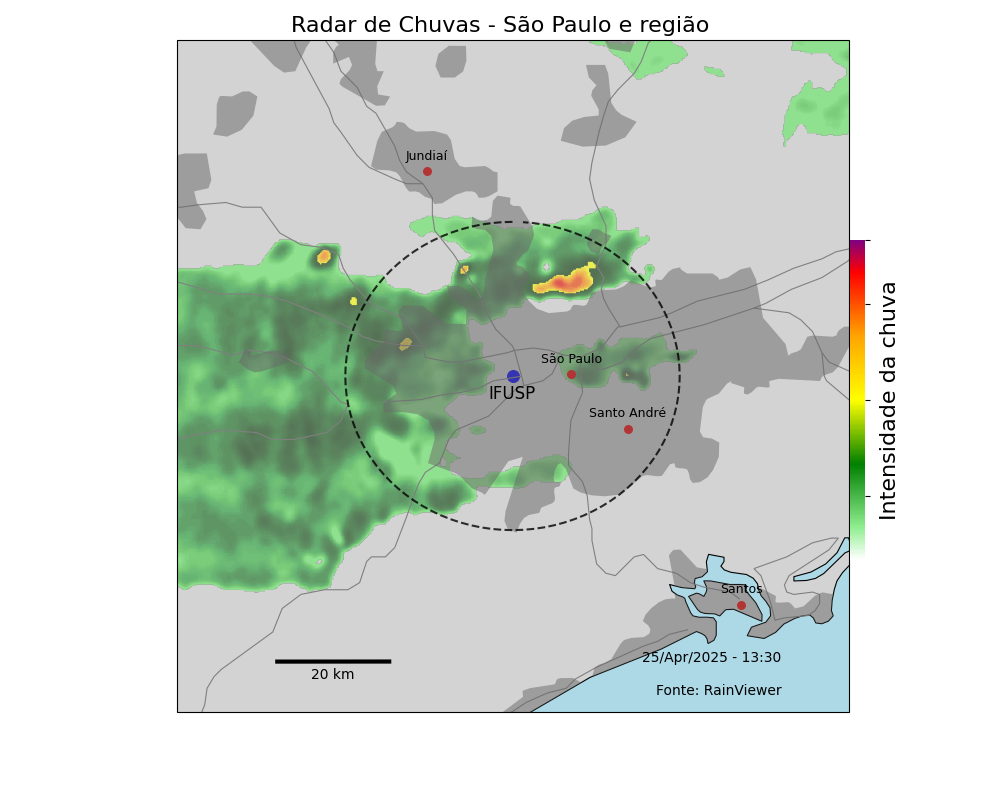 Radar de Chuvas - São Paulo e região
Jundiaí
São Paulo
IFUSP
Santo André
Santos
25/Apr/2025 - 13:30
20 km
Fonte: RainViewer
Intensidade da chuva